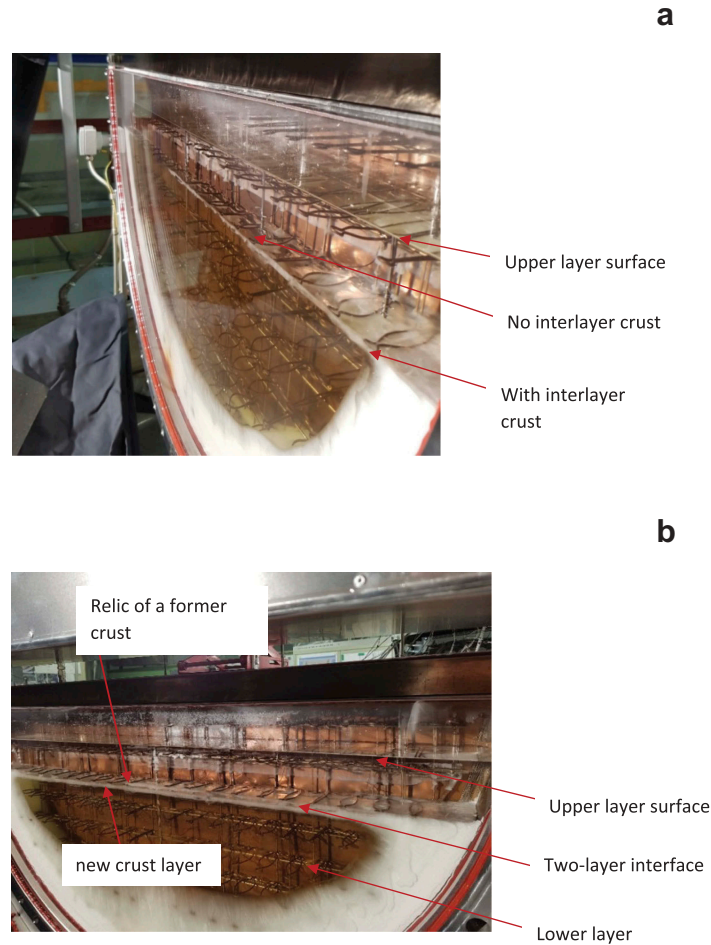 a
Upper layer surface
No interlayer crust
With interlayer
crust
b
Relic of a former
crust
Upper layer surface
new crust layer
Two-layer interface
Lower layer